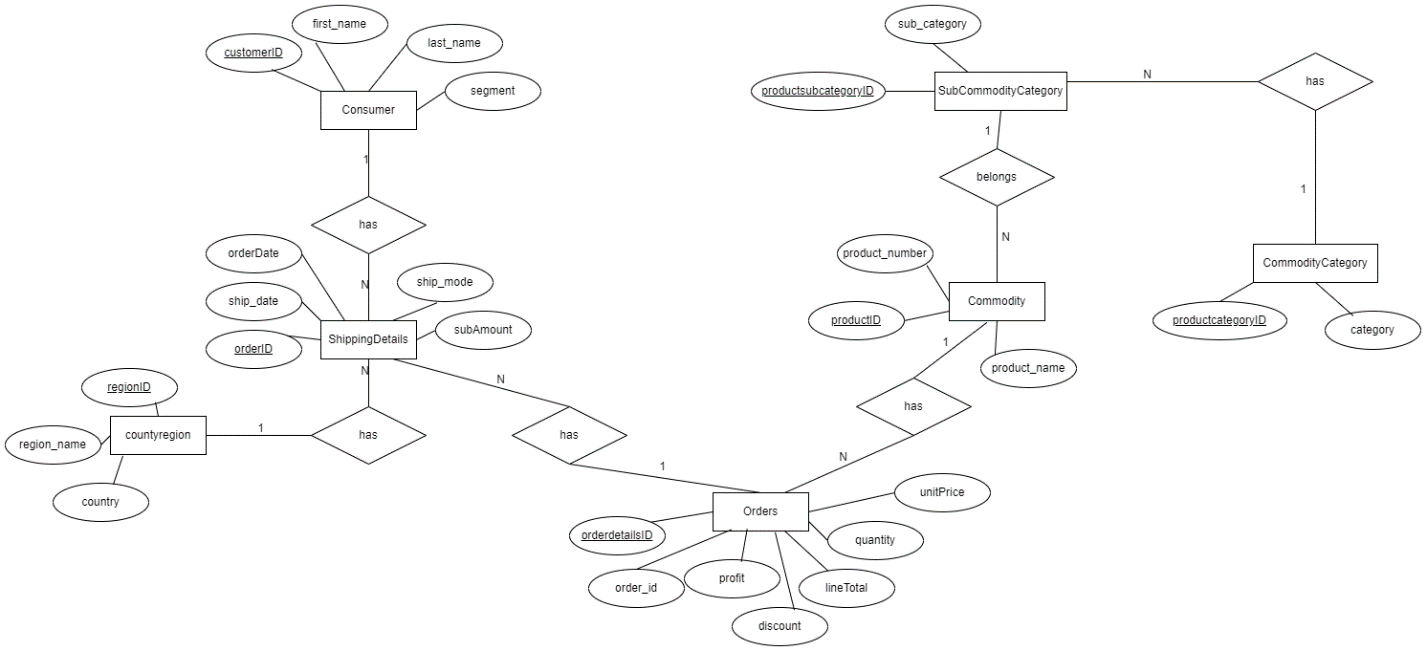 first_name
sub_category
last_name
customerID
has
N
segment
productsubcategoryID
SubCommodityCategory
Consumer
1
1
belongs
1
has
N
orderDate
product_number
CommodityCategory
ship_mode
N
ship_date
Commodity
productID
productcategoryID
subAmount
category
ShippingDetails
orderID
1
product_name
N
N
regionID
has
1
countyregion
has
has
region_name
N
1
unitPrice
country
Orders
orderdetailsID
quantity
profit
order_id
lineTotal
discount